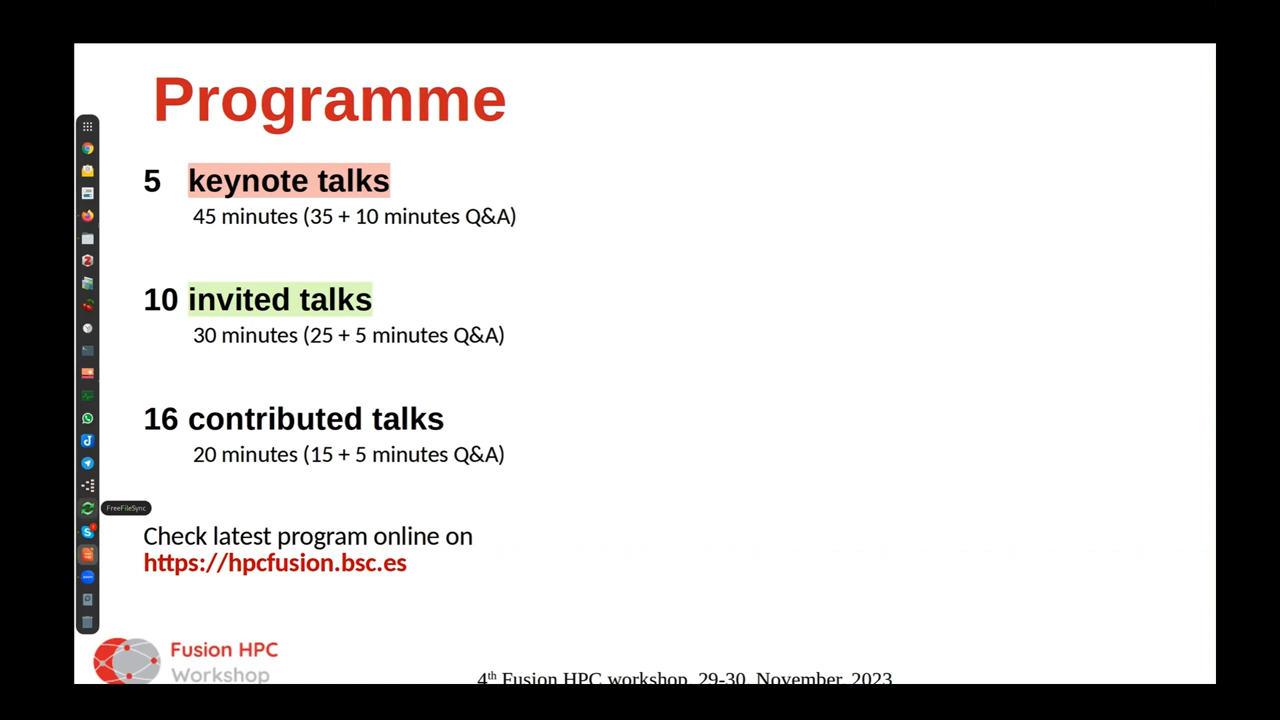 Programme
5 keynote talks
45 minutes (35 + 10 minutes Q&A)
10 invited talks
30 minutes (25 + 5 minutes Q&A)
16 contributed talks
20 minutes (15 + 5 minutes Q&A)
FreeFileSync
Check latest program online on
https://hpcfusion.bsc.es
Fusion HPC
Workshop
4th Fusion HPC workshop, 29-30, November, 2023